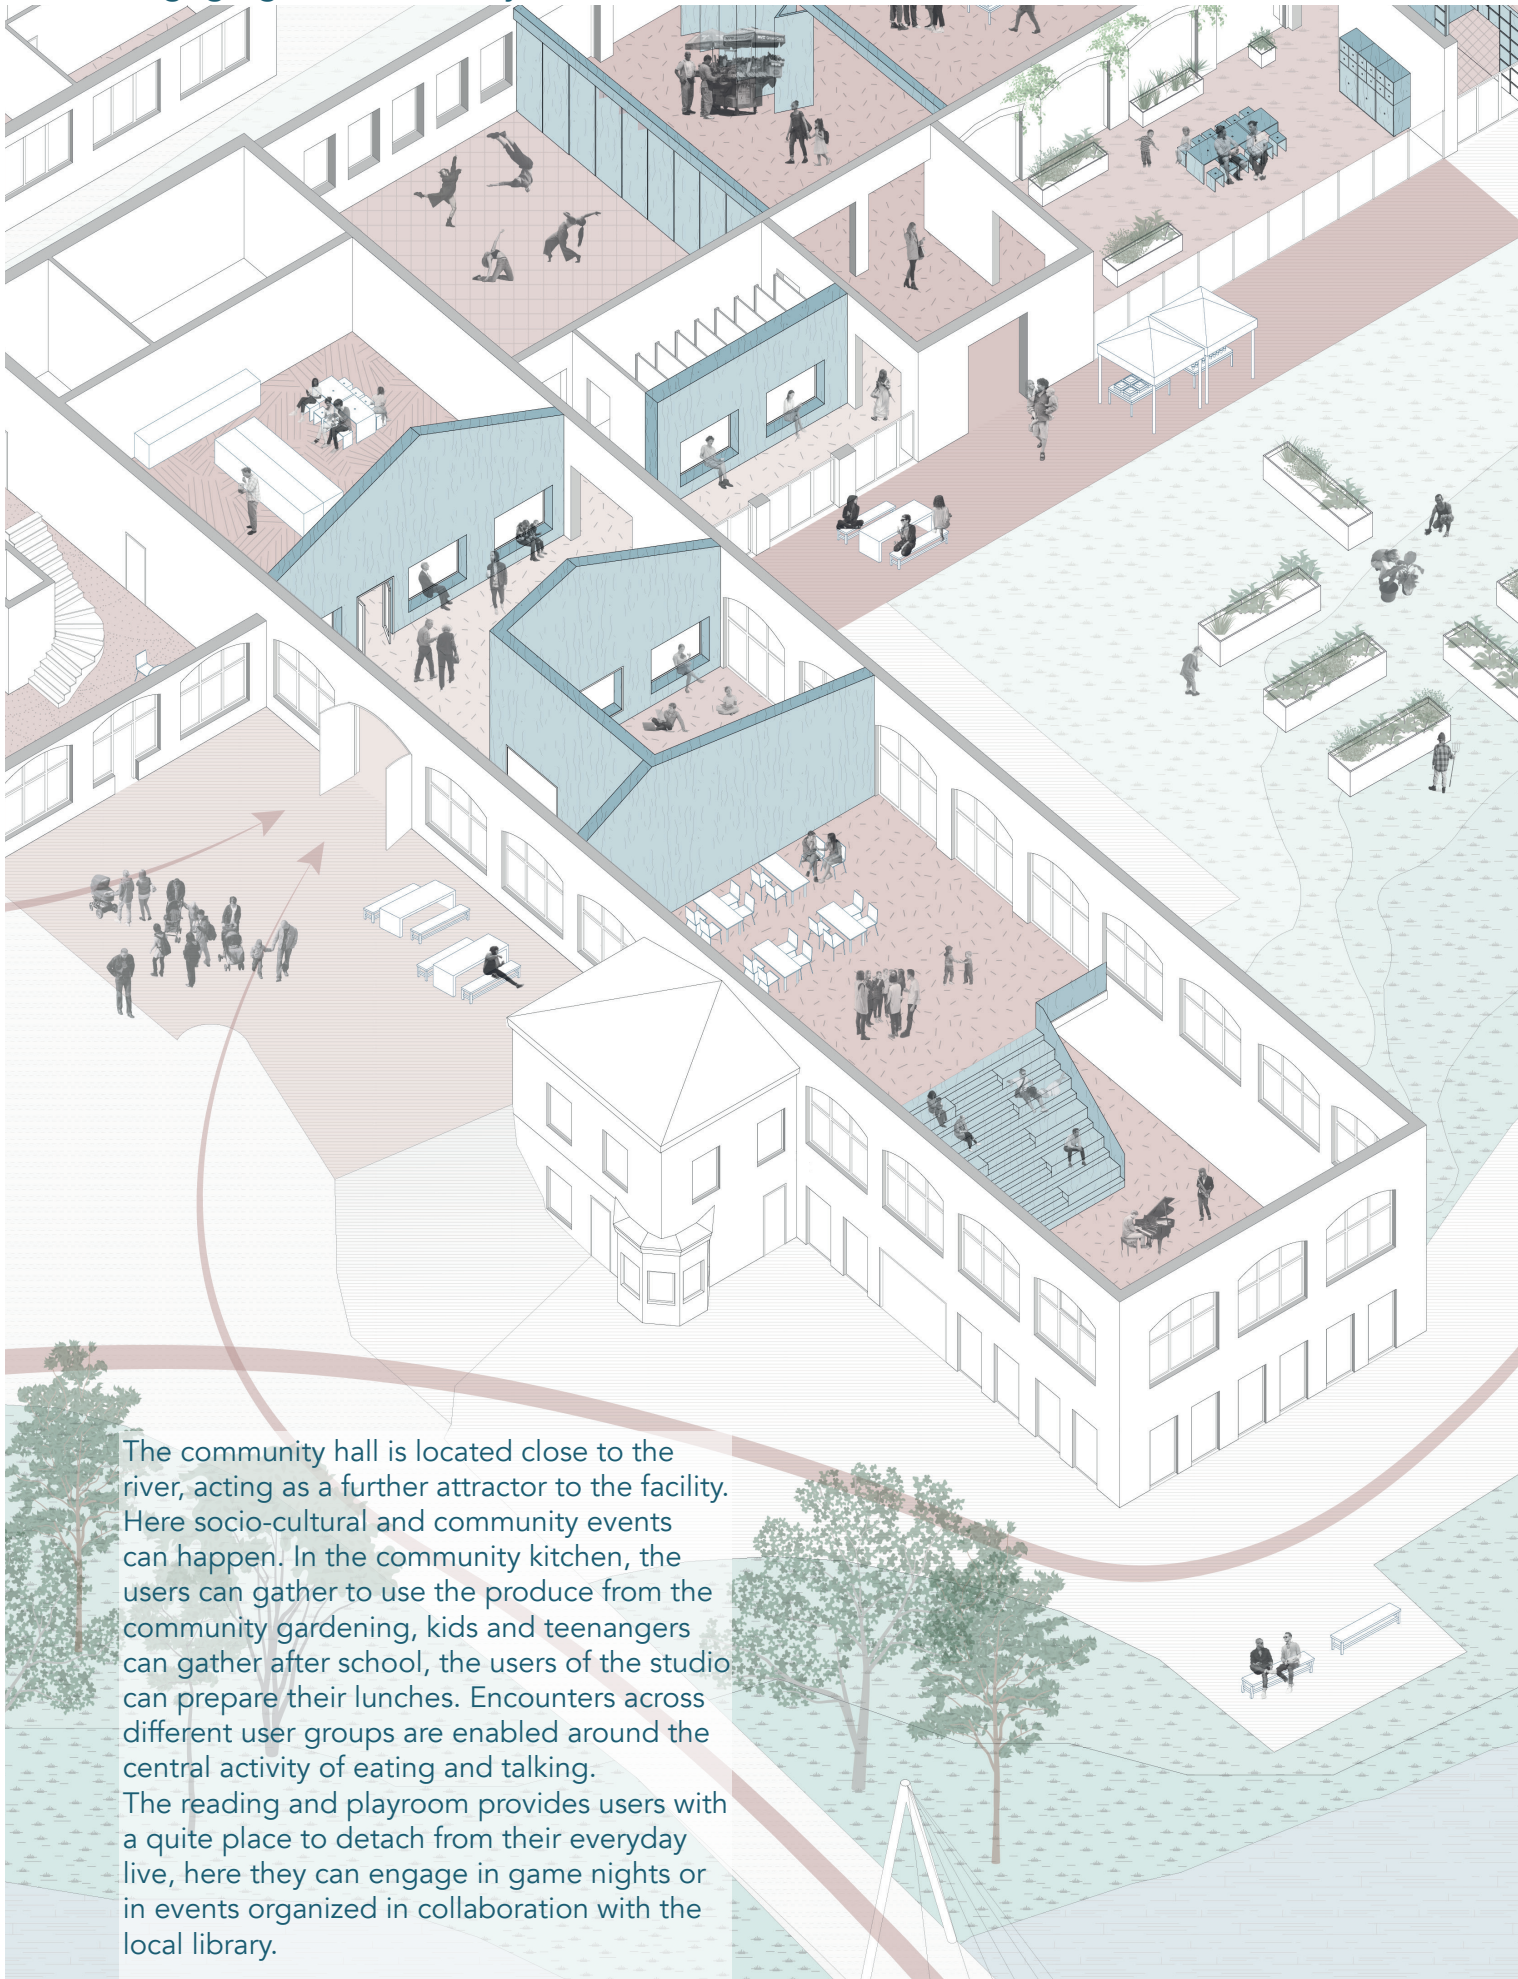 The community hall is located close to the
river, acting as a further attractor to the facility.
Here socio-cultural and community events
can happen. In the community kitchen, the
users can gather to use the produce from the
community gardening, kids and teenangers
can gather after school, the users of the studio
can prepare their lunches. Encounters across
different user groups are enabled around the
central activity of eating and talking.
The reading and playroom provides users with
a quite place to detach from their everyday
live, here they can engage in game nights or
in events organized in collaboration with the
local library.